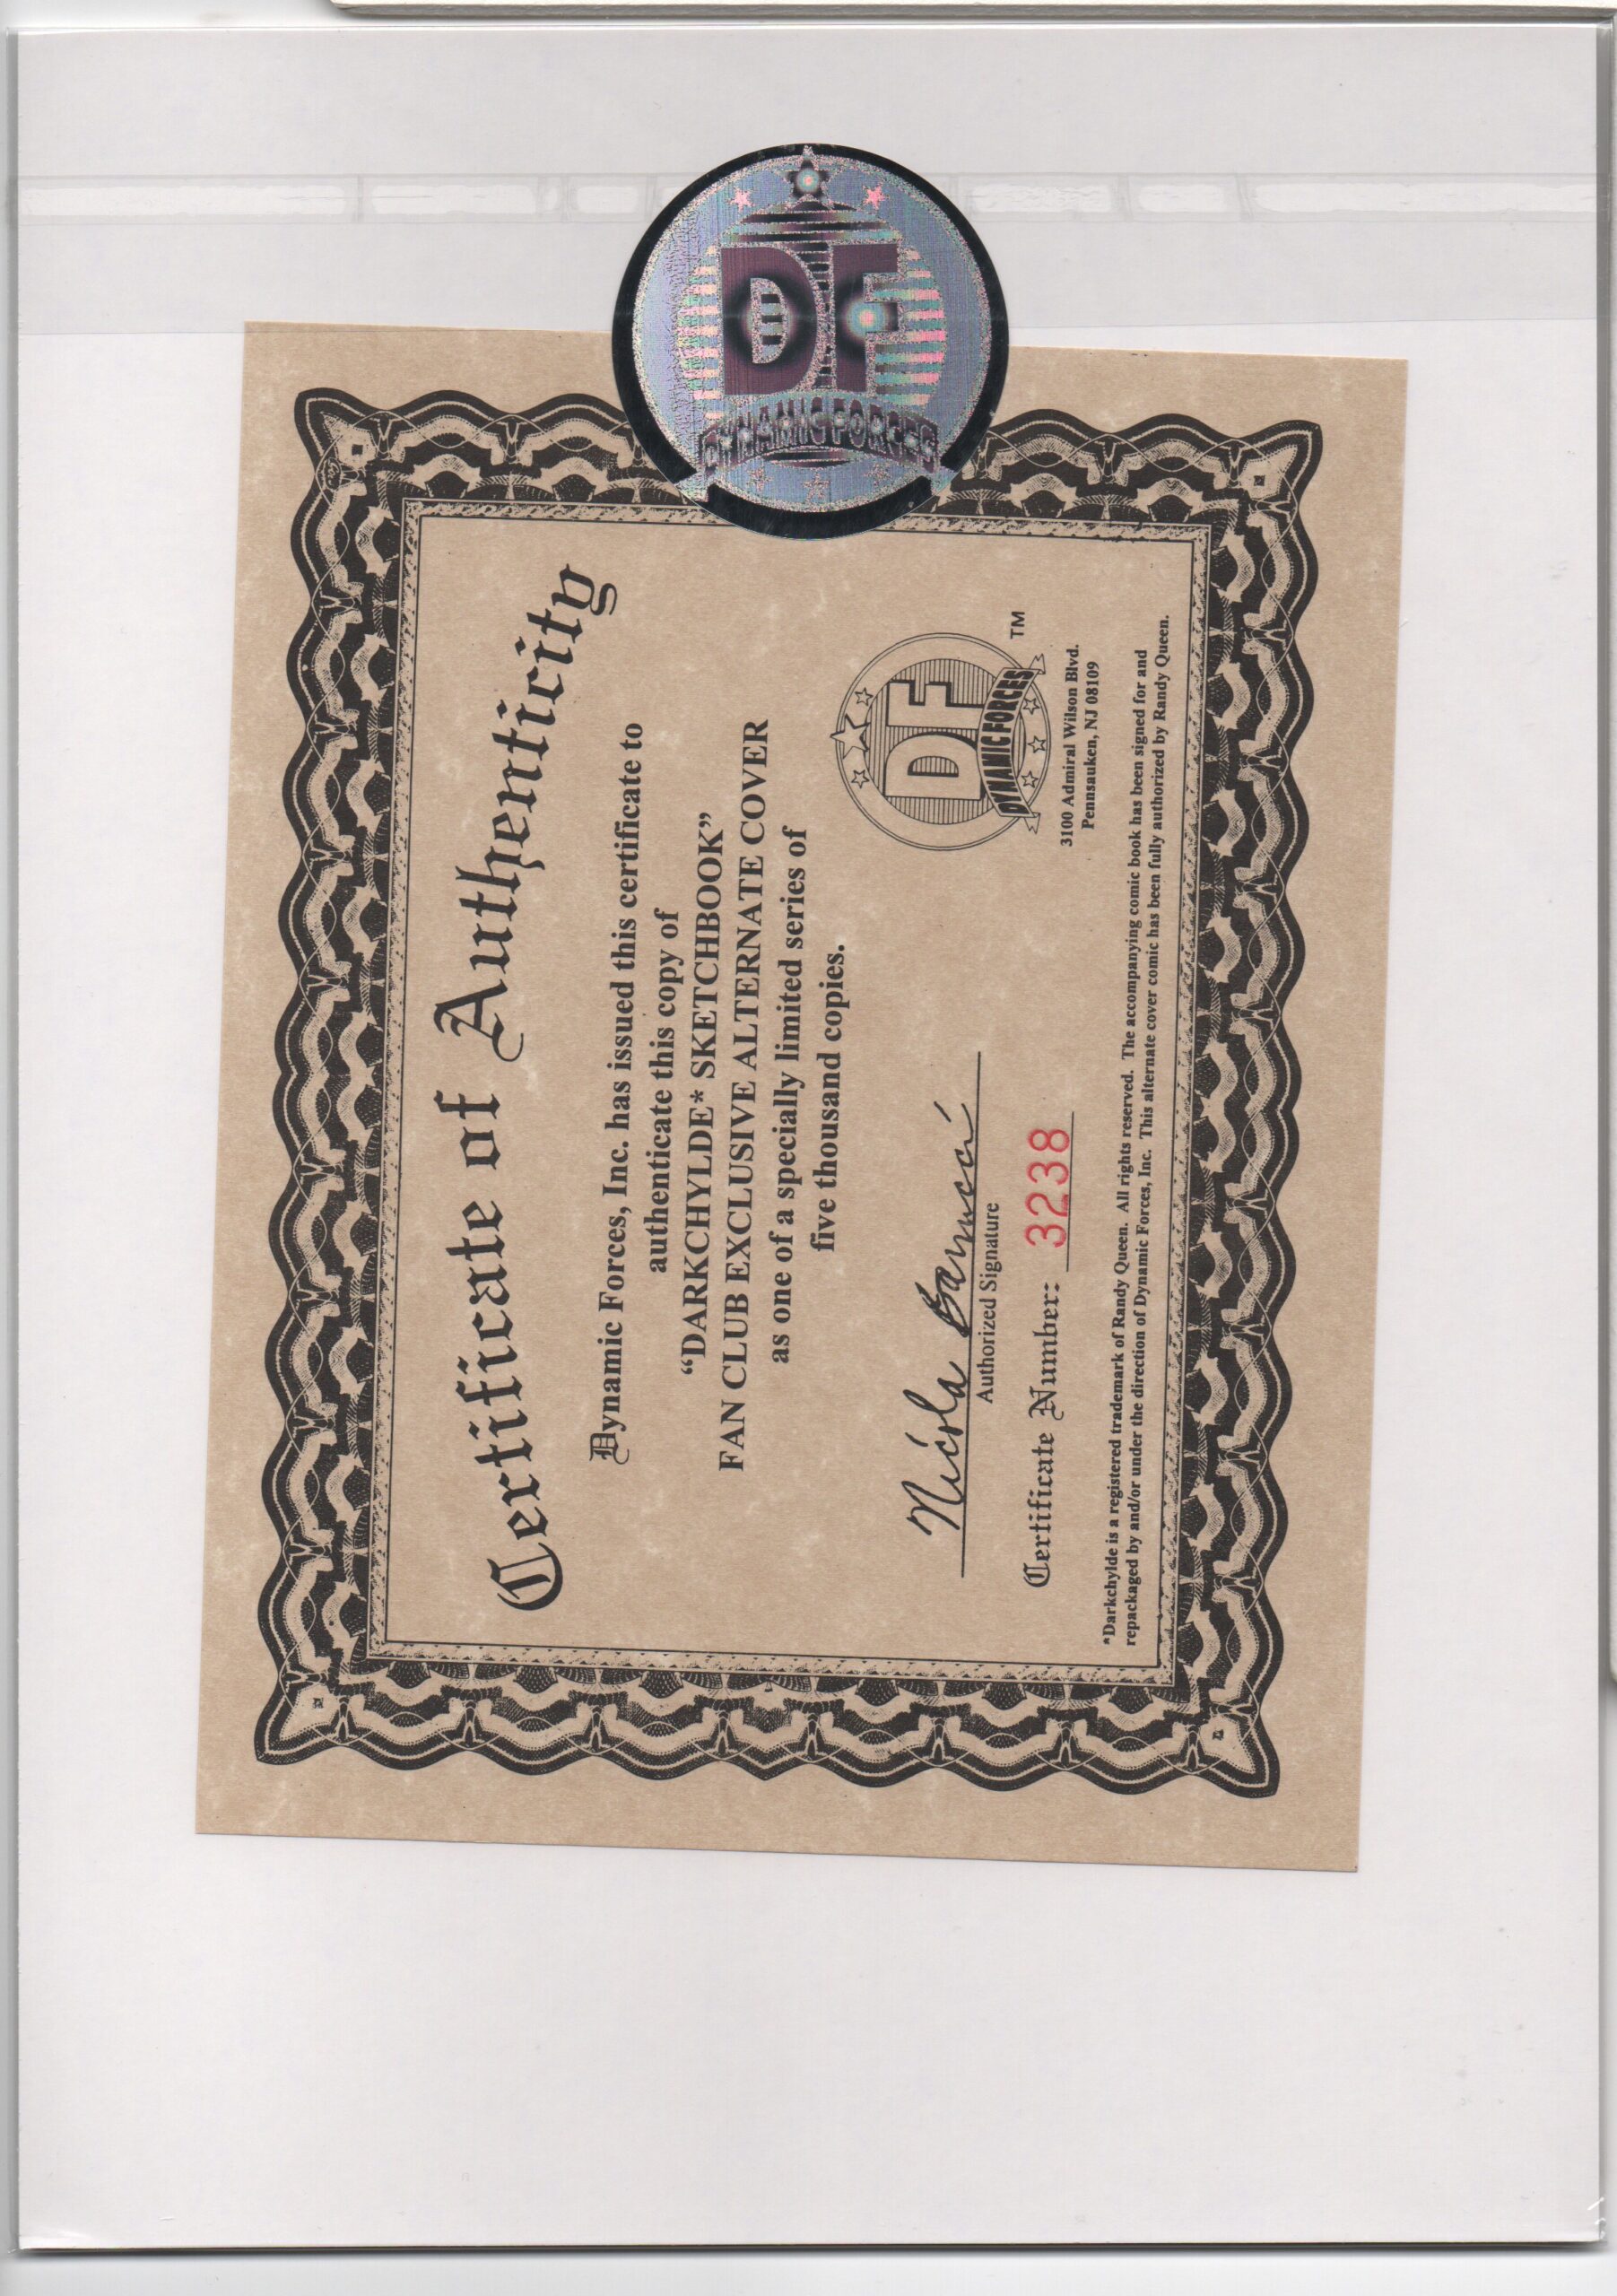 DF
DYNAMIC FORCES
Certificate of Authenticity
Dynamic Forces, Inc. has issued this certificate to
authenticate this copy of
“DARKCHYLDE* SKETCHBOOK”
FAN CLUB EXCLUSIVE ALTERNATE COVER
as one of a specially limited series of
five thousand copies.
Nicola Barrucci
Authorized Signature
Certificate Number: 3238
DF
DYNAMIC FORCES
TM
3100 Admiral Wilson Blvd.
Pennsauken, NJ 08109
*Darkchylde is a registered trademark of Randy Queen. All rights reserved. The accompanying comic book has been signed for and
repackaged by and/or under the direction of Dynamic Forces, Inc. This alternate cover comic has been fully authorized by Randy Queen.